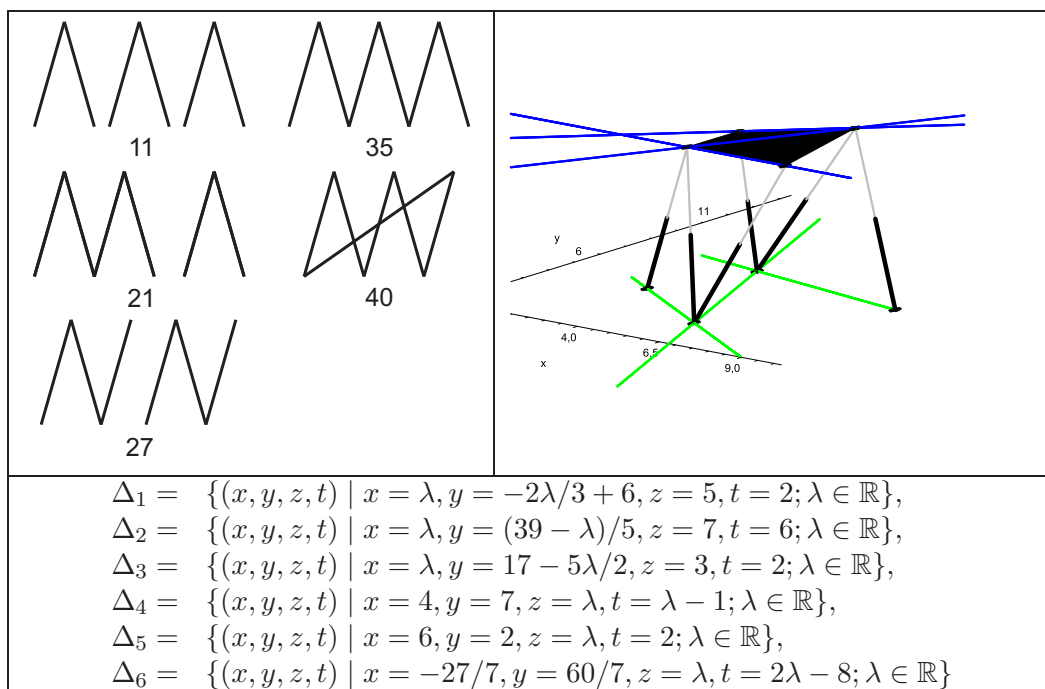 11 35
21 40
27
y 6 11
x 4,0 6,5 9,0
Δ₁ = {(x, y, z, t) | x = λ, y = −2λ/3 + 6, z = 5, t = 2; λ ∈ ℝ},
Δ₂ = {(x, y, z, t) | x = λ, y = (39 − λ)/5, z = 7, t = 6; λ ∈ ℝ},
Δ₃ = {(x, y, z, t) | x = λ, y = 17 − 5λ/2, z = 3, t = 2; λ ∈ ℝ},
Δ₄ = {(x, y, z, t) | x = 4, y = 7, z = λ, t = λ − 1; λ ∈ ℝ},
Δ₅ = {(x, y, z, t) | x = 6, y = 2, z = λ, t = 2; λ ∈ ℝ},
Δ₆ = {(x, y, z, t) | x = −27/7, y = 60/7, z = λ, t = 2λ − 8; λ ∈ ℝ}